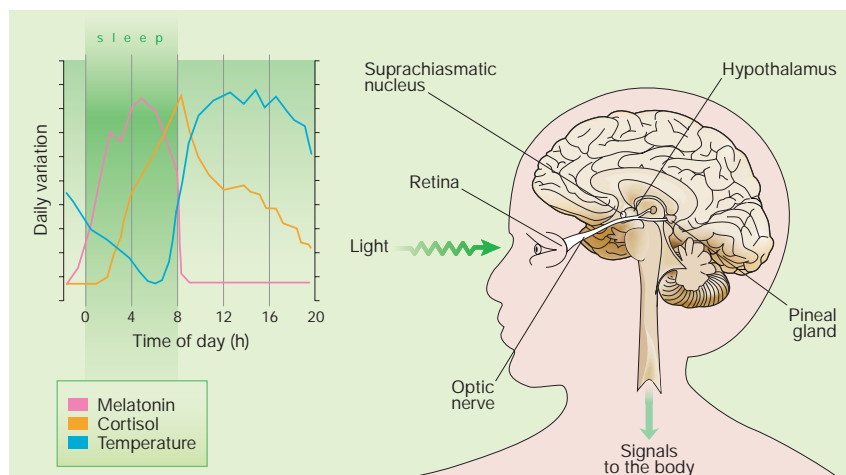 sleep
Daily variation
0 4 8 12 16 20
Time of day (h)
Melatonin
Cortisol
Temperature
Suprachiasmatic
nucleus
Hypothalamus
Retina
Light
Pineal
gland
Optic
nerve
Signals
to the body